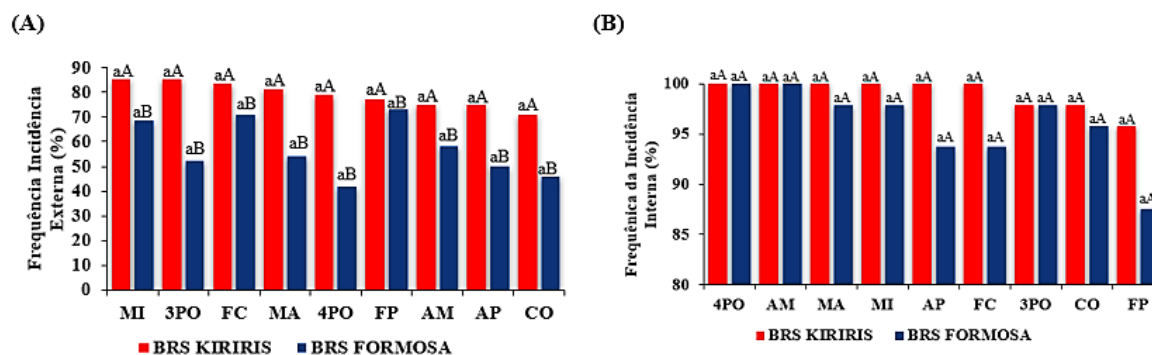 (A)
Frequência Incidência
Externa (%)
90
80
70
60
50
40
30
20
10
0
aA aB aA aB aA aB aA aB aA aB aA aB aA aB aA aB aA aB
MI 3PO FC MA 4PO FP AM AP CO
BRS KIRIRIS BRS FORMOSA
(B)
Frequênica da Incidência
Interna (%)
100
95
90
85
80
aA aA aA aA aA aA aA aA aA aA aA aA aA aA aA aA aA aA
4PO AM MA MI AP FC 3PO CO FP
BRS KIRIRIS BRS FORMOSA